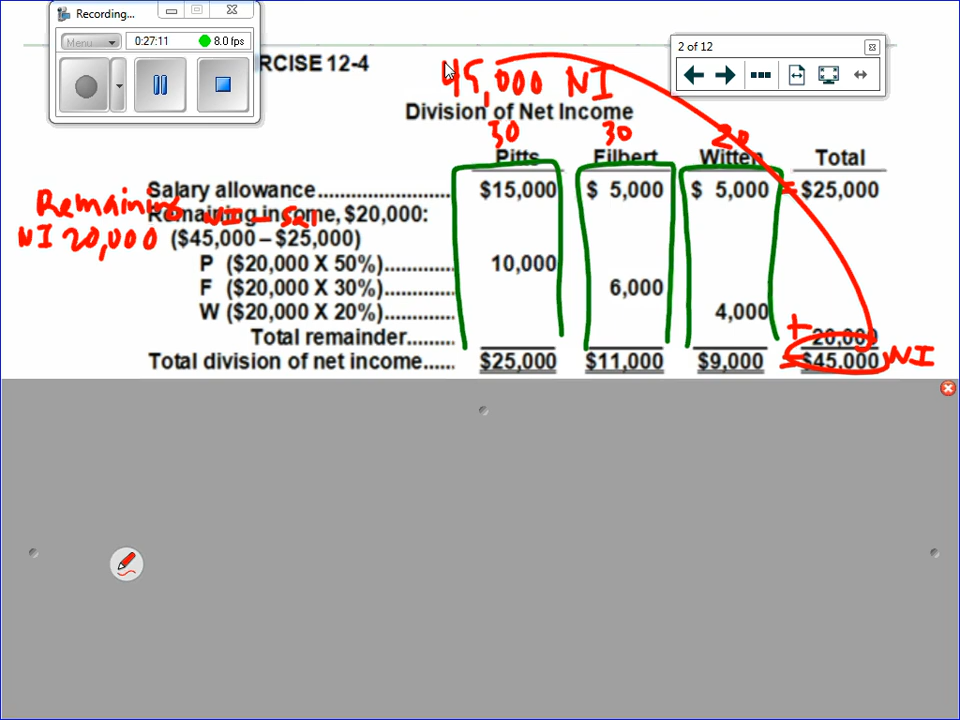 Recording...
Menu 0:27:11 8.0 fps
2 of 12
RCISE 12-4
45,000 NI
Division of Net Income
30 30 20
Pitts Filbert Witten Total
Salary allowance........................ $15,000 $ 5,000 $ 5,000 = $25,000
Remaining NI - Sal
Remaining income, $20,000:
NI 20,000 ($45,000 – $25,000)
P ($20,000 X 50%)............. 10,000
F ($20,000 X 30%)............. 6,000
W ($20,000 X 20%)............. 4,000
Total remainder......... + 20,000
Total division of net income...... $25,000 $11,000 $9,000 $45,000 NI